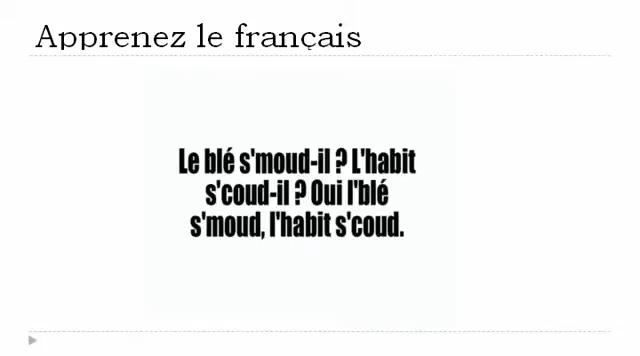 Apprenez le français
Le blé s'moud-il ? L'habit
s'coud-il ? Oui l'blé
s'moud, l'habit s'coud.